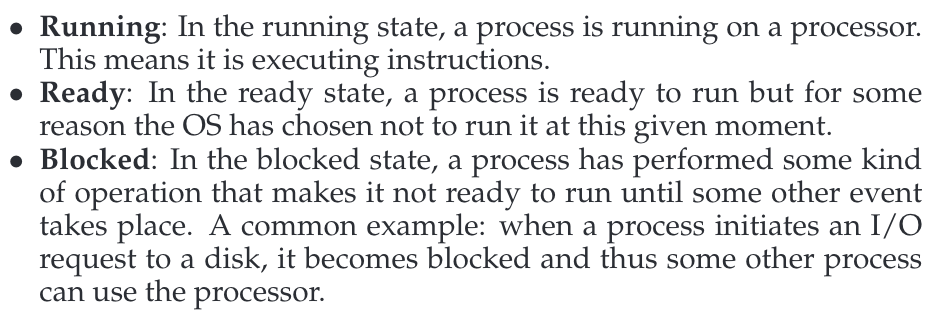 • Running: In the running state, a process is running on a processor.
This means it is executing instructions.
• Ready: In the ready state, a process is ready to run but for some
reason the OS has chosen not to run it at this given moment.
• Blocked: In the blocked state, a process has performed some kind
of operation that makes it not ready to run until some other event
takes place. A common example: when a process initiates an I/O
request to a disk, it becomes blocked and thus some other process
can use the processor.